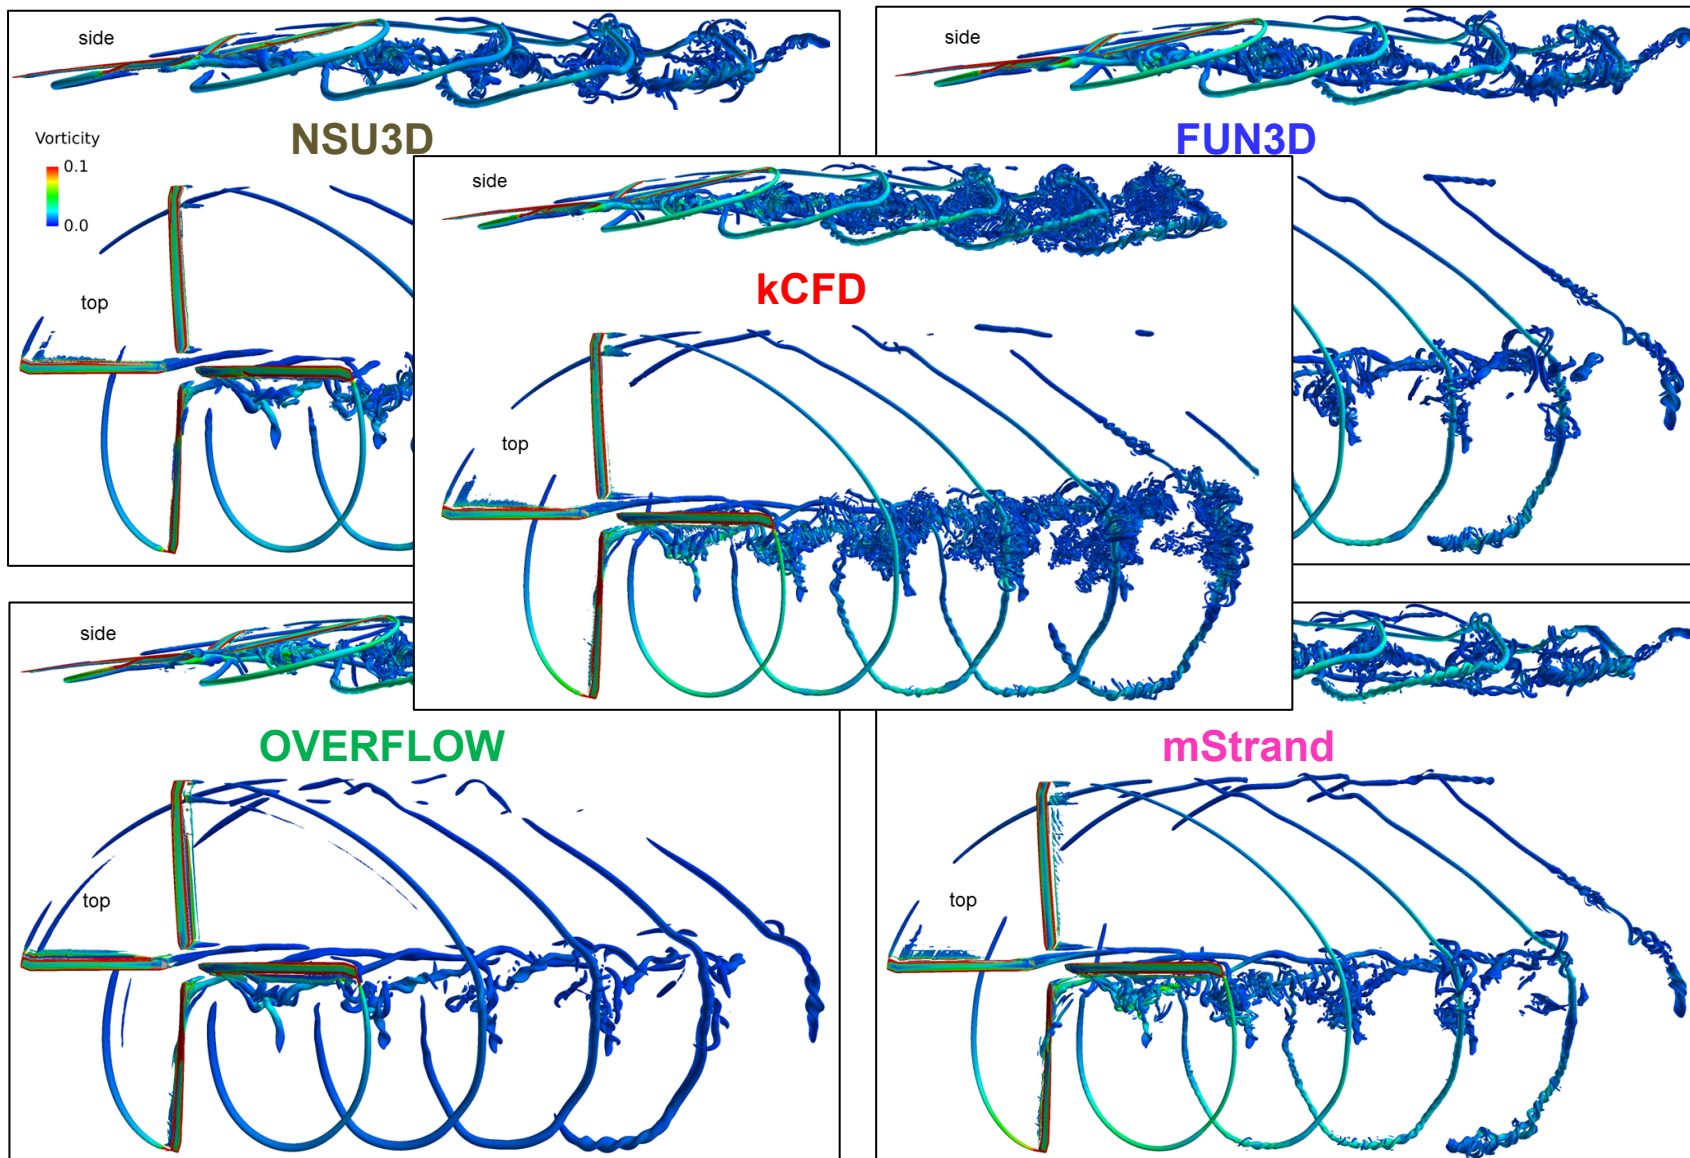 side
NSU3D
Vorticity
0.1
0.0
top
side
FUN3D
side
kCFD
top
side
OVERFLOW
top
mStrand
top